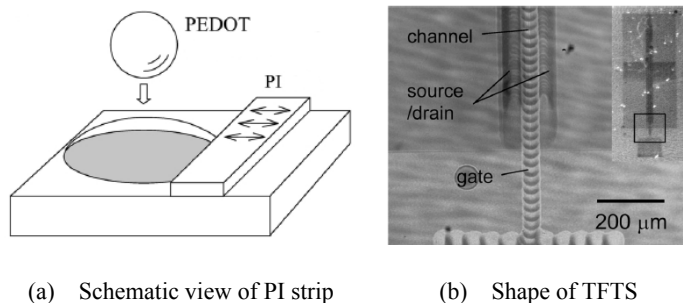 PEDOT
PI
(a) Schematic view of PI strip
channel
source
/drain
gate
200 μm
(b) Shape of TFTS